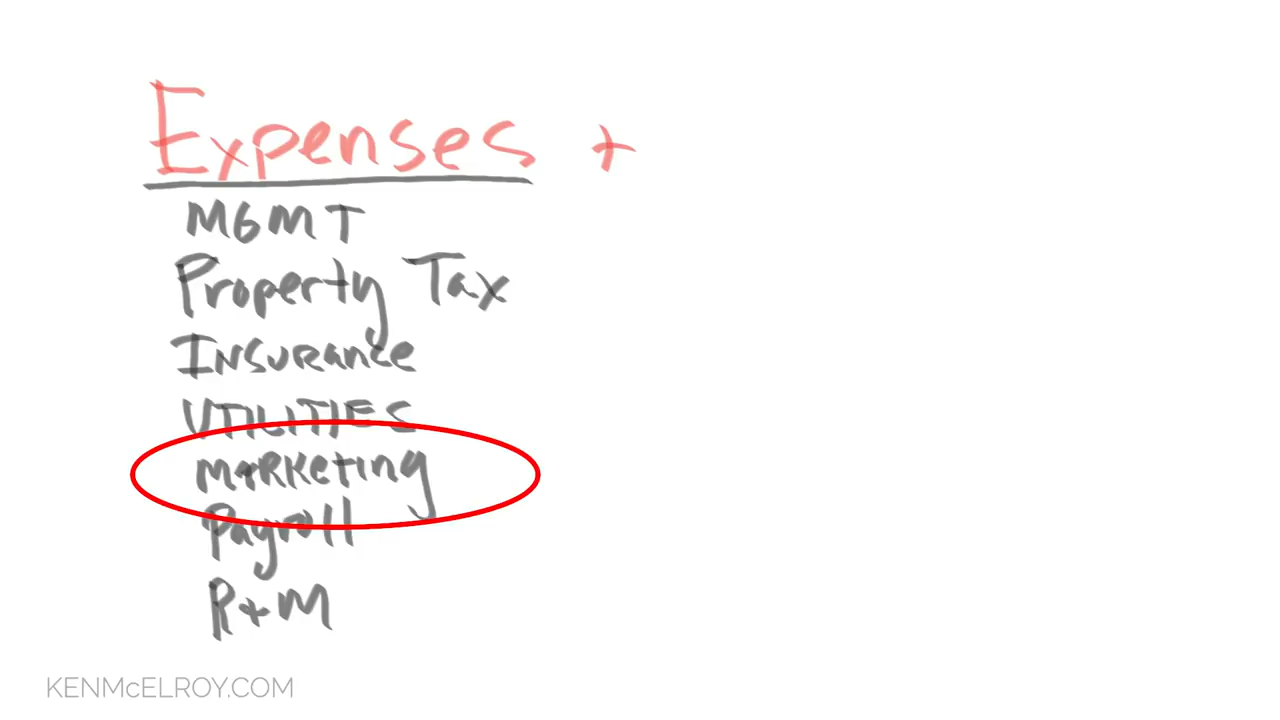 Expenses +
MGMT
Property Tax
Insurance
UTILITIES
Marketing
Payroll
R+M
KENMcELROY.COM